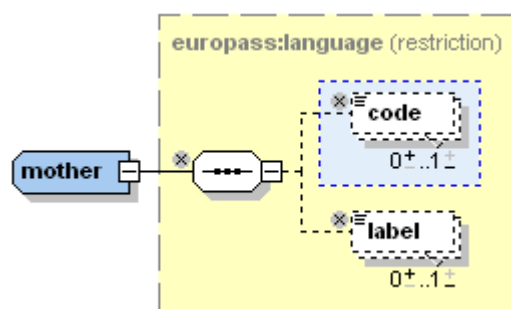 europass:language (restriction)
code
0±..1±
mother
label
0±..1±